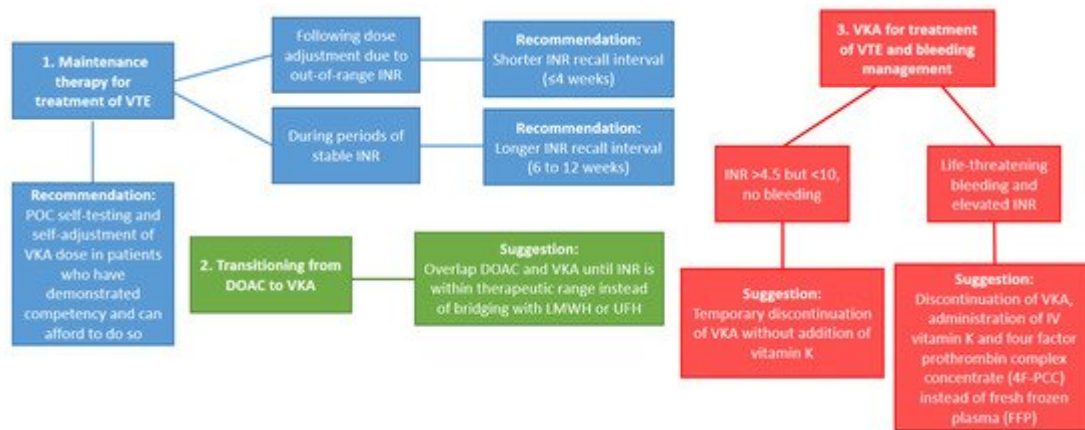 1. Maintenance
therapy for
treatment of VTE
Following dose
adjustment due to
out-of-range INR
Recommendation:
Shorter INR recall interval
(≤4 weeks)
During periods of
stable INR
Recommendation:
Longer INR recall interval
(6 to 12 weeks)
Recommendation:
POC self-testing and
self-adjustment of
VKA dose in patients
who have
demonstrated
competency and can
afford to do so
2. Transitioning from
DOAC to VKA
Suggestion:
Overlap DOAC and VKA until INR is
within therapeutic range instead
of bridging with LMWH or UFH
3. VKA for treatment
of VTE and bleeding
management
INR >4.5 but <10,
no bleeding
Suggestion:
Temporary discontinuation
of VKA without addition of
vitamin K
Life-threatening
bleeding and
elevated INR
Suggestion:
Discontinuation of VKA,
administration of IV
vitamin K and four factor
prothrombin complex
concentrate (4F-PCC)
instead of fresh frozen
plasma (FFP)